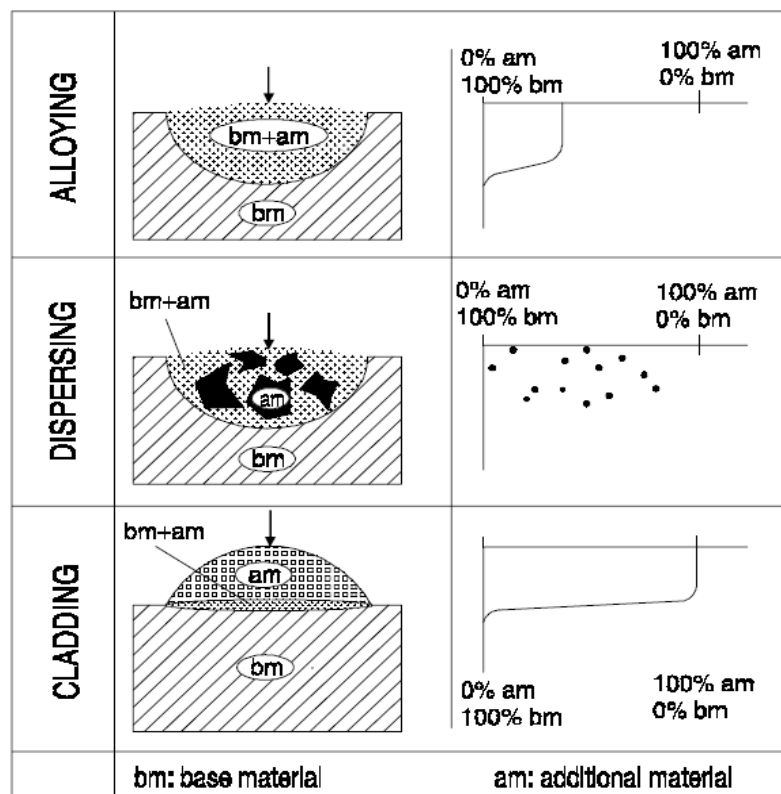 ALLOYING
bm+am
bm
0% am
100% bm
100% am
0% bm
DISPERSING
bm+am
am
bm
0% am
100% bm
100% am
0% bm
CLADDING
bm+am
am
bm
0% am
100% bm
100% am
0% bm
bm: base material
am: additional material